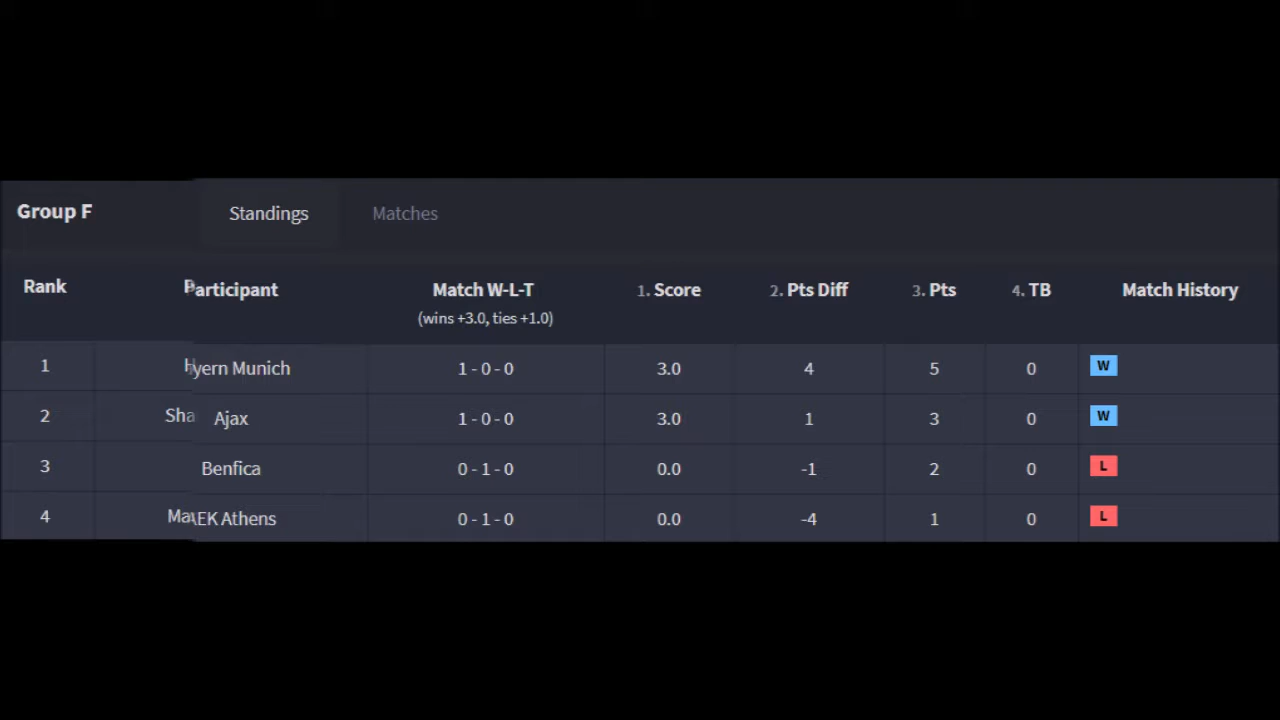 Group F Standings Matches
Rank Participant Match W-L-T 1. Score 2. Pts Diff 3. Pts 4. TB Match History
(wins +3.0, ties +1.0)
1 yern Munich 1 - 0 - 0 3.0 4 5 0 W
2 Sha Ajax 1 - 0 - 0 3.0 1 3 0 W
3 Benfica 0 - 1 - 0 0.0 -1 2 0 L
4 Ma EK Athens 0 - 1 - 0 0.0 -4 1 0 L